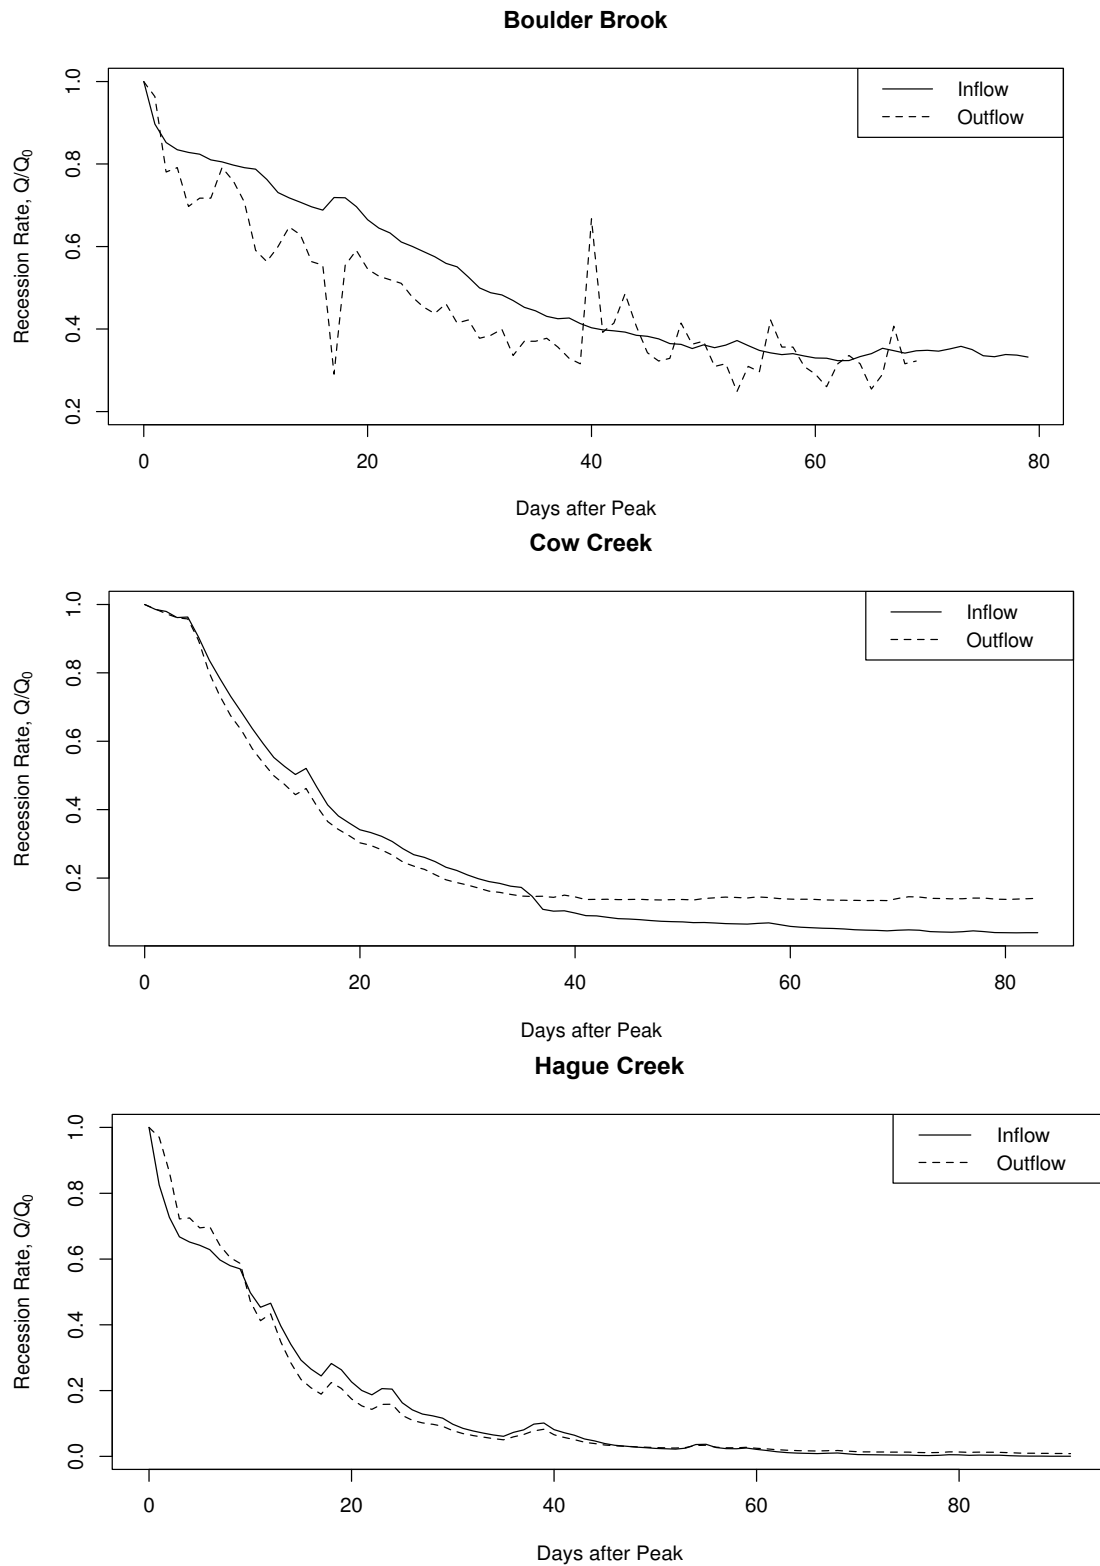 Boulder Brook
Recession Rate, Q/Q0
1.0
0.8
0.6
0.4
0.2
Inflow
Outflow
0 20 40 60 80
Days after Peak
Cow Creek
Recession Rate, Q/Q0
1.0
0.8
0.6
0.4
0.2
Inflow
Outflow
0 20 40 60 80
Days after Peak
Hague Creek
Recession Rate, Q/Q0
1.0
0.8
0.6
0.4
0.2
0.0
Inflow
Outflow
0 20 40 60 80
Days after Peak